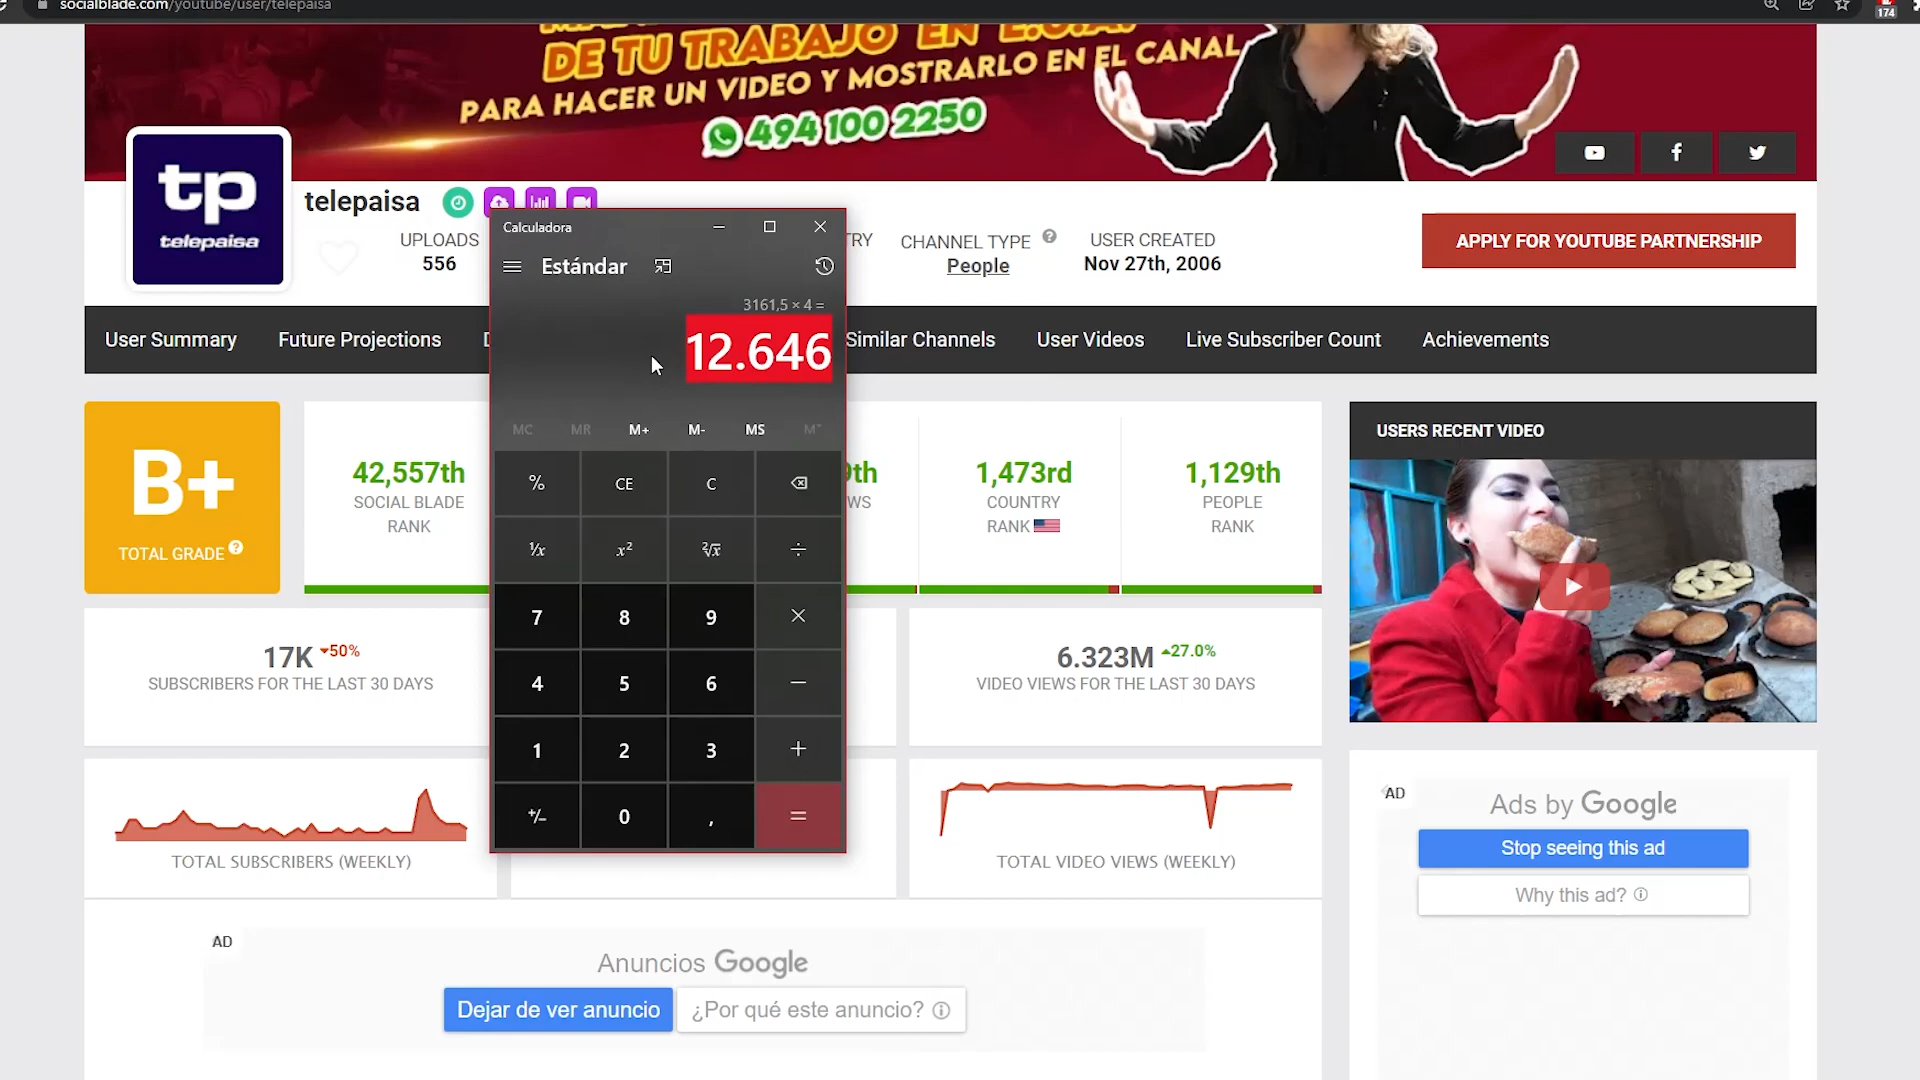 socialblade.com/youtube/user/telepaisa
174
DE TU TRABAJO EN E.U.A.
PARA HACER UN VIDEO Y MOSTRARLO EN EL CANAL
494 100 2250
tp
telepaisa
telepaisa
UPLOADS
556
CHANNEL TYPE
People
USER CREATED
Nov 27th, 2006
APPLY FOR YOUTUBE PARTNERSHIP
Calculadora
Estándar
3161,5 × 4 =
12.646
MC MR M+ M- MS M˅
% CE C
¹/x x² ²√x ÷
7 8 9 ×
4 5 6 −
1 2 3 +
+/− 0 , =
User Summary
Future Projections
Similar Channels
User Videos
Live Subscriber Count
Achievements
B+
TOTAL GRADE
42,557th
SOCIAL BLADE
RANK
9th
WS
1,473rd
COUNTRY
RANK
1,129th
PEOPLE
RANK
USERS RECENT VIDEO
17K 50%
SUBSCRIBERS FOR THE LAST 30 DAYS
6.323M 27.0%
VIDEO VIEWS FOR THE LAST 30 DAYS
TOTAL SUBSCRIBERS (WEEKLY)
TOTAL VIDEO VIEWS (WEEKLY)
AD
Ads by Google
Stop seeing this ad
Why this ad?
AD
Anuncios Google
Dejar de ver anuncio
¿Por qué este anuncio?